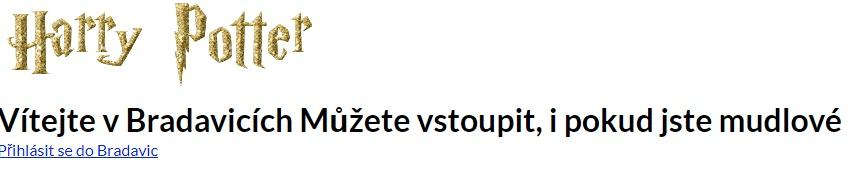 Harry Potter
Vítejte v Bradavicích Můžete vstoupit, i pokud jste mudlové
Přihlásit se do Bradavic